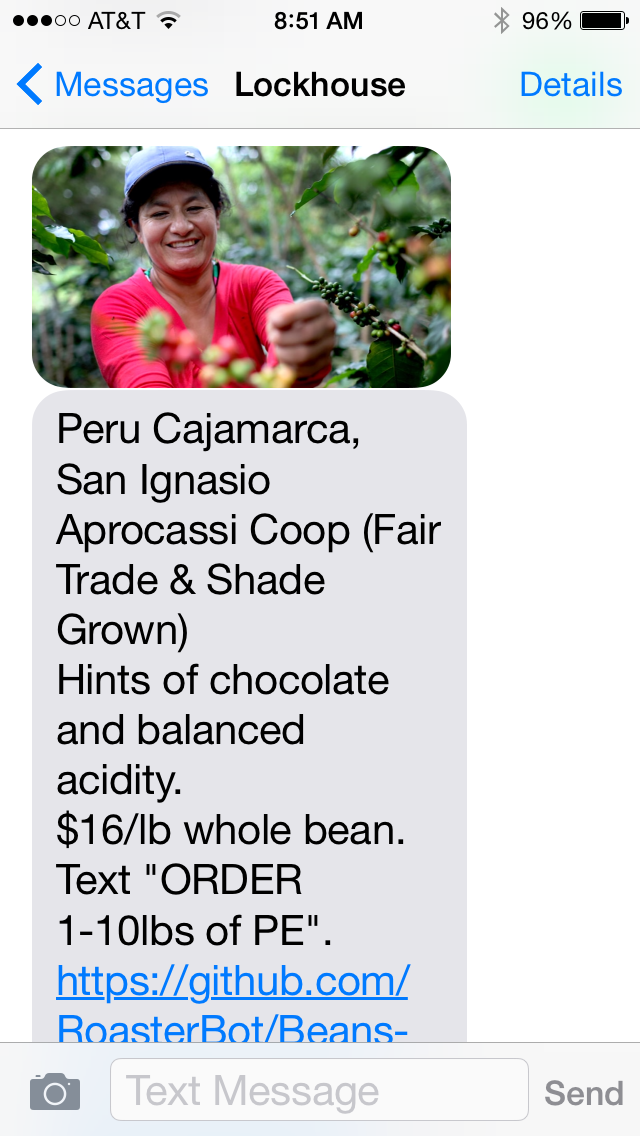 AT&T 8:51 AM 96%
Messages Lockhouse Details
Peru Cajamarca,
San Ignasio
Aprocassi Coop (Fair
Trade & Shade
Grown)
Hints of chocolate
and balanced
acidity.
$16/lb whole bean.
Text "ORDER
1-10lbs of PE".
https://github.com/
RoasterBot/Beans-
Text Message Send